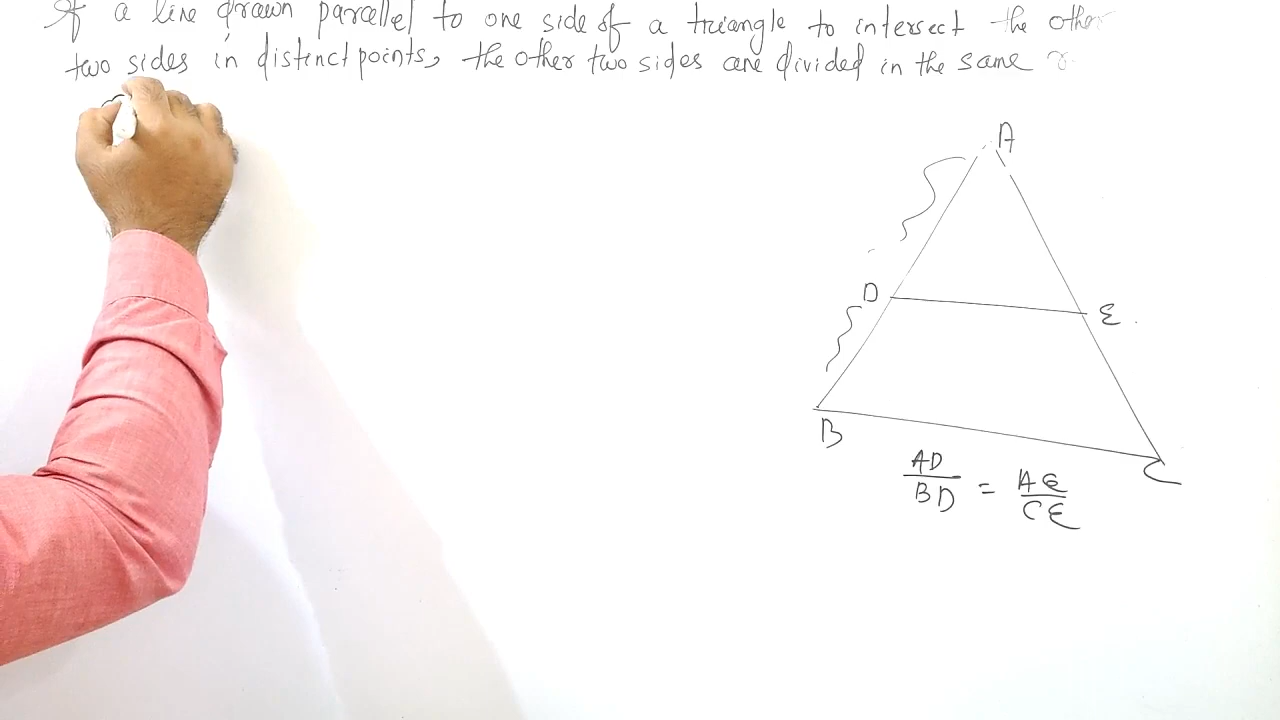 If a line drawn parallel to one side of a triangle to intersect the other
two sides in distinct points, the other two sides are divided in the same
A
D
E
B
C
AD/BD = AE/CE